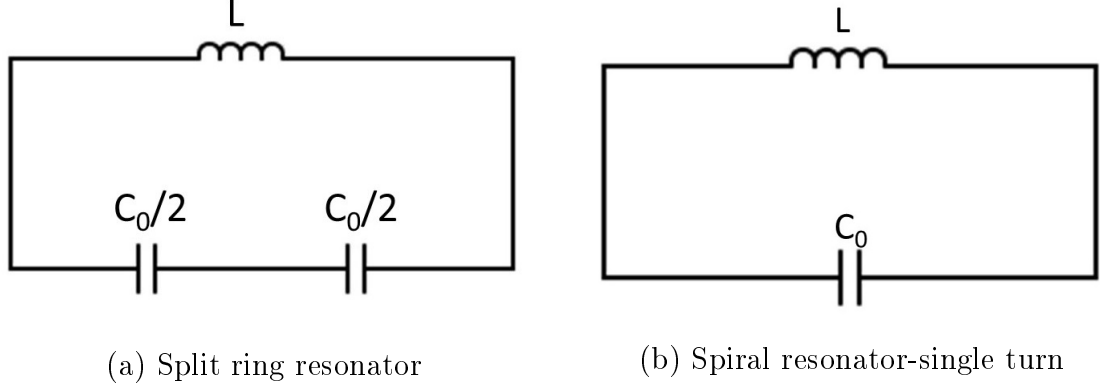 L
C₀/2 C₀/2
(a) Split ring resonator
L
C₀
(b) Spiral resonator-single turn